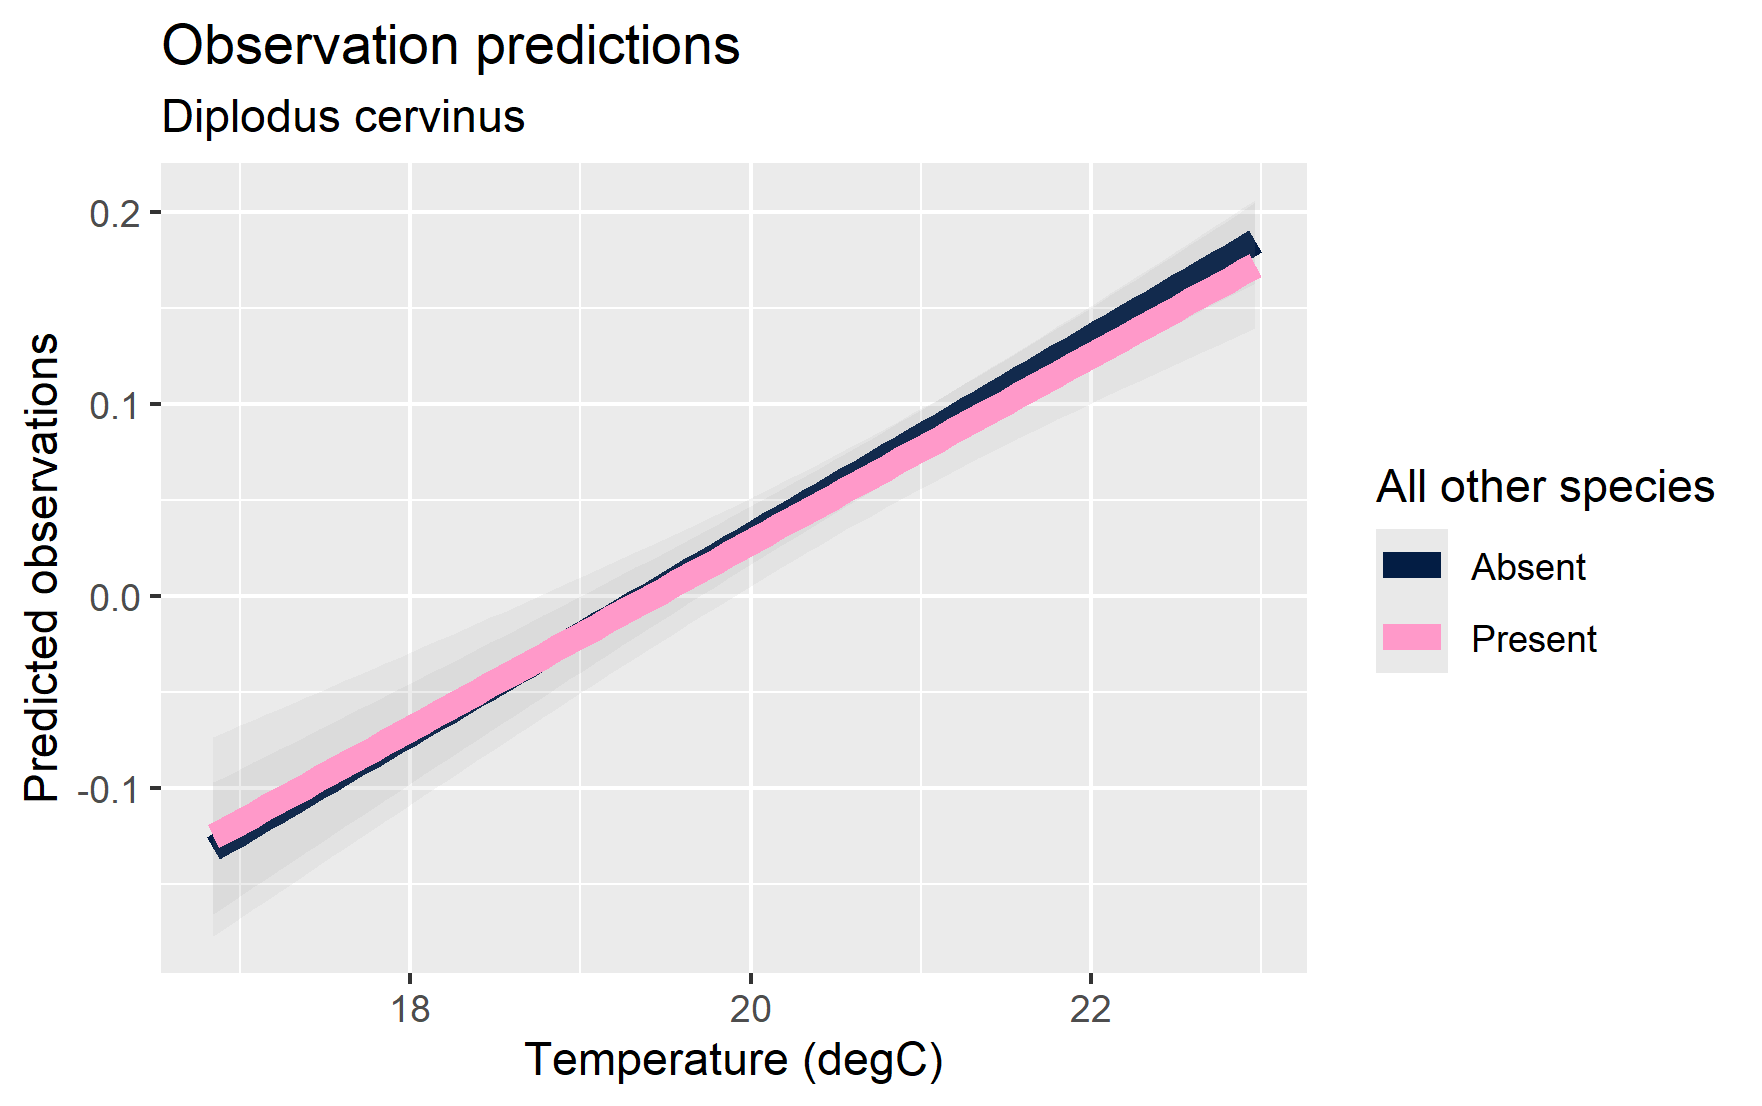 Observation predictions
Diplodus cervinus
Predicted observations
0.2
0.1
0.0
-0.1
18
20
22
Temperature (degC)
All other species
Absent
Present